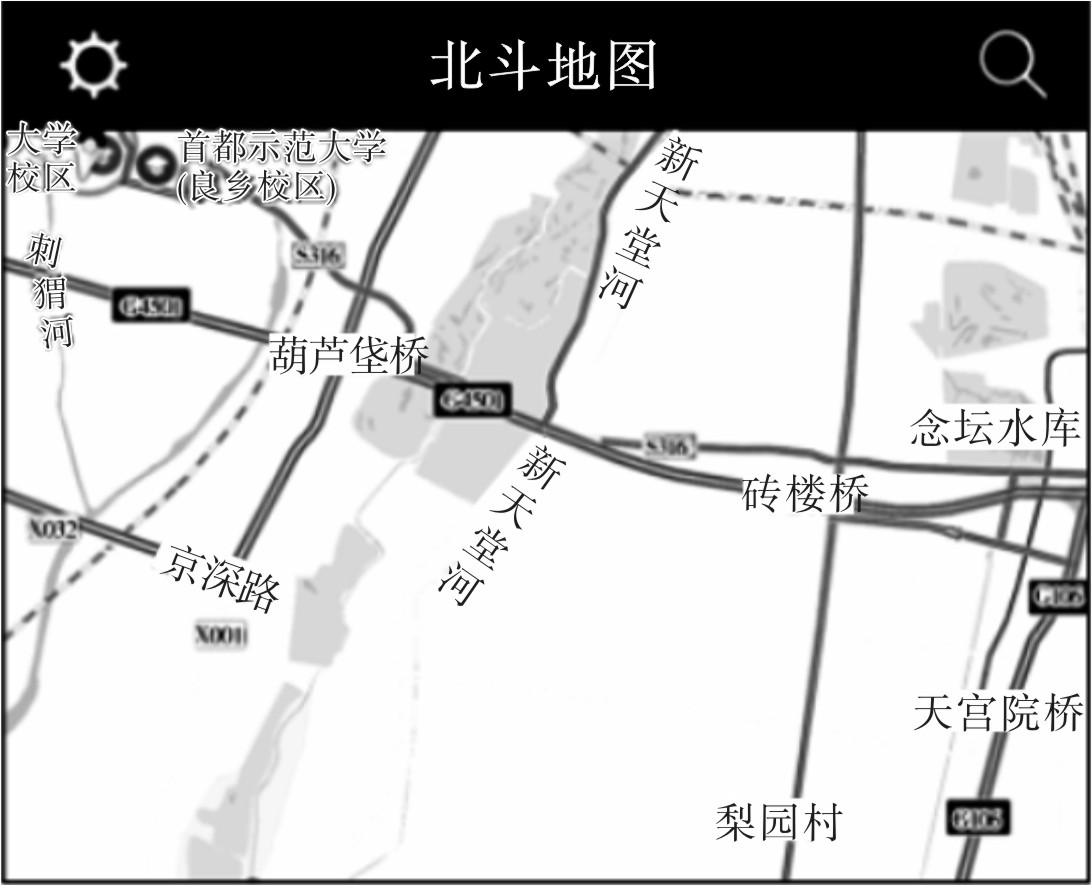 北斗地图
大学
校区
首都示范大学
(良乡校区)
新天堂河
刺猬河
S316
G4501
葫芦垡桥
G4501
念坛水库
S316
新天堂河
砖楼桥
X032
京深路
G106
X001
天宫院桥
梨园村
G106